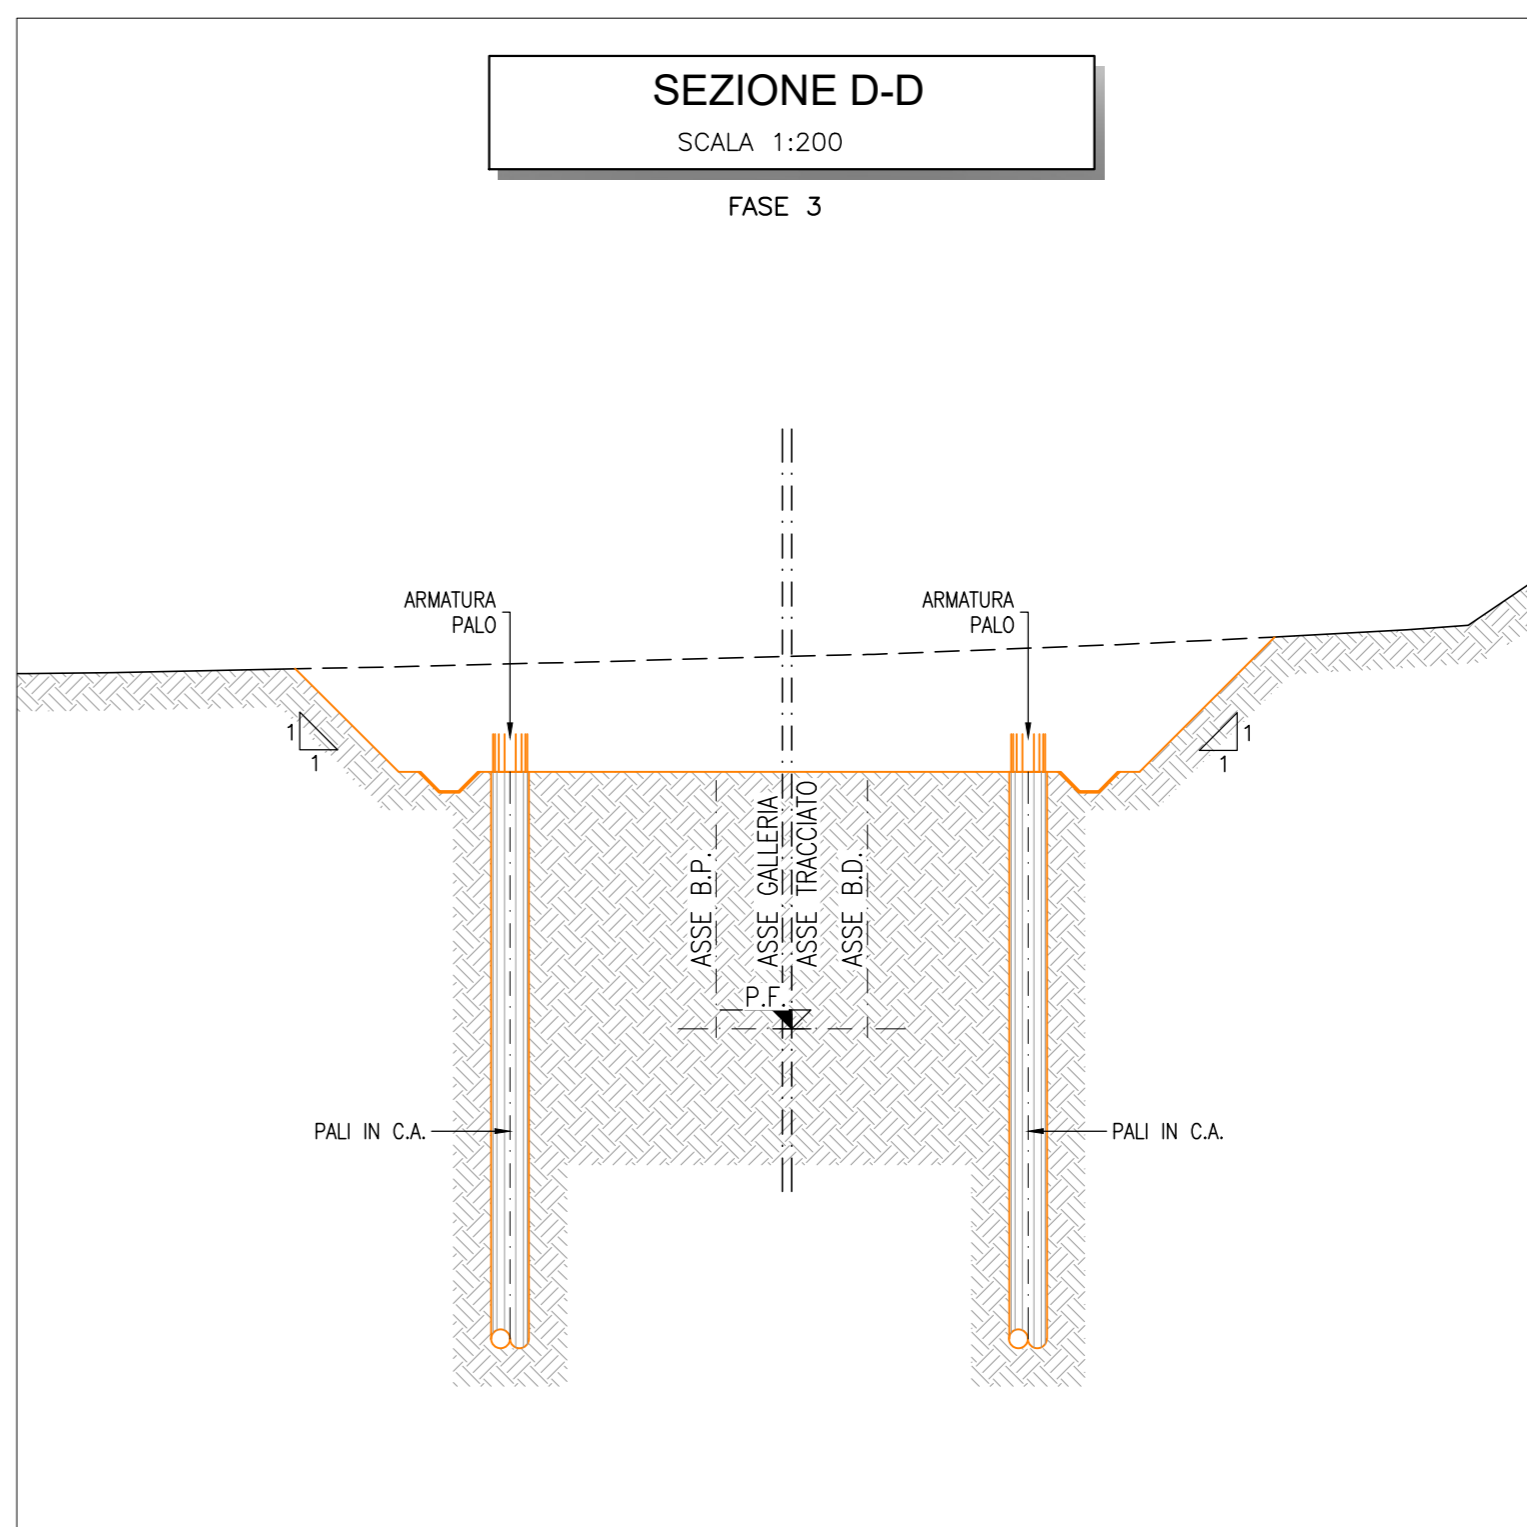 SEZIONE D-D
SCALA 1:200
FASE 3
ARMATURA
PALO
ARMATURA
PALO
1
1
1
1
ASSE B.P.
ASSE GALLERIA
ASSE TRACCIATO
ASSE B.D.
P.F.
PALI IN C.A.
PALI IN C.A.